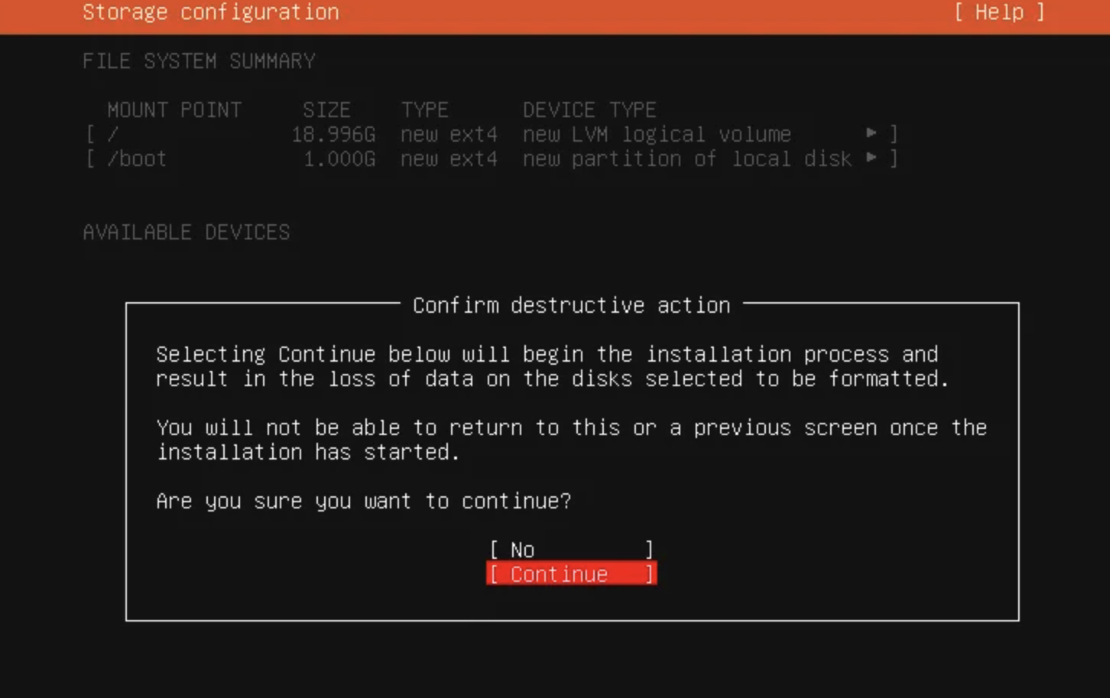 Storage configuration [ Help ]
FILE SYSTEM SUMMARY
MOUNT POINT SIZE TYPE DEVICE TYPE
[ / 18.996G new ext4 new LVM logical volume ▸ ]
[ /boot 1.000G new ext4 new partition of local disk ▸ ]
AVAILABLE DEVICES
Confirm destructive action
Selecting Continue below will begin the installation process and
result in the loss of data on the disks selected to be formatted.
You will not be able to return to this or a previous screen once the
installation has started.
Are you sure you want to continue?
[ No ]
[ Continue ]